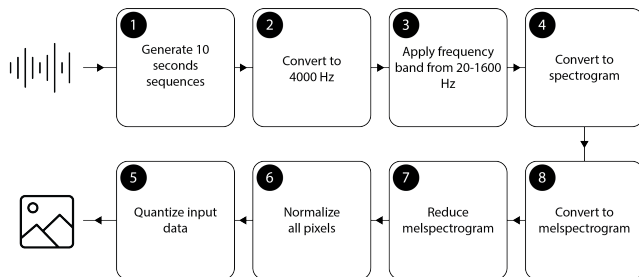 1
Generate 10
seconds
sequences
2
Convert to
4000 Hz
3
Apply frequency
band from 20-1600
Hz
4
Convert to
spectrogram
5
Quantize input
data
6
Normalize
all pixels
7
Reduce
melspectrogram
8
Convert to
melspectrogram